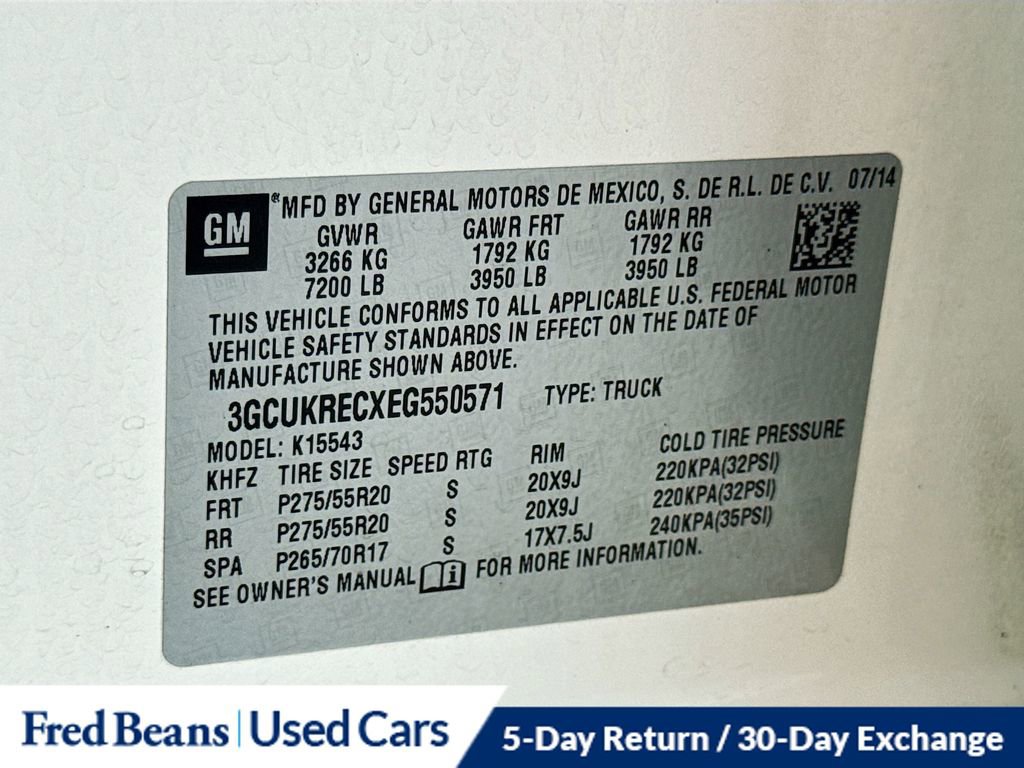 GM
® MFD BY GENERAL MOTORS DE MEXICO, S. DE R.L. DE C.V. 07/14
GVWR GAWR FRT GAWR RR
3266 KG 1792 KG 1792 KG
7200 LB 3950 LB 3950 LB
THIS VEHICLE CONFORMS TO ALL APPLICABLE U.S. FEDERAL MOTOR
VEHICLE SAFETY STANDARDS IN EFFECT ON THE DATE OF
MANUFACTURE SHOWN ABOVE.
3GCUKRECXEG550571 TYPE: TRUCK
MODEL: K15543
KHFZ TIRE SIZE SPEED RTG RIM COLD TIRE PRESSURE
FRT P275/55R20 S 20X9J 220KPA(32PSI)
RR P275/55R20 S 20X9J 220KPA(32PSI)
SPA P265/70R17 S 17X7.5J 240KPA(35PSI)
SEE OWNER'S MANUAL i FOR MORE INFORMATION.
Fred Beans | Used Cars
5-Day Return / 30-Day Exchange